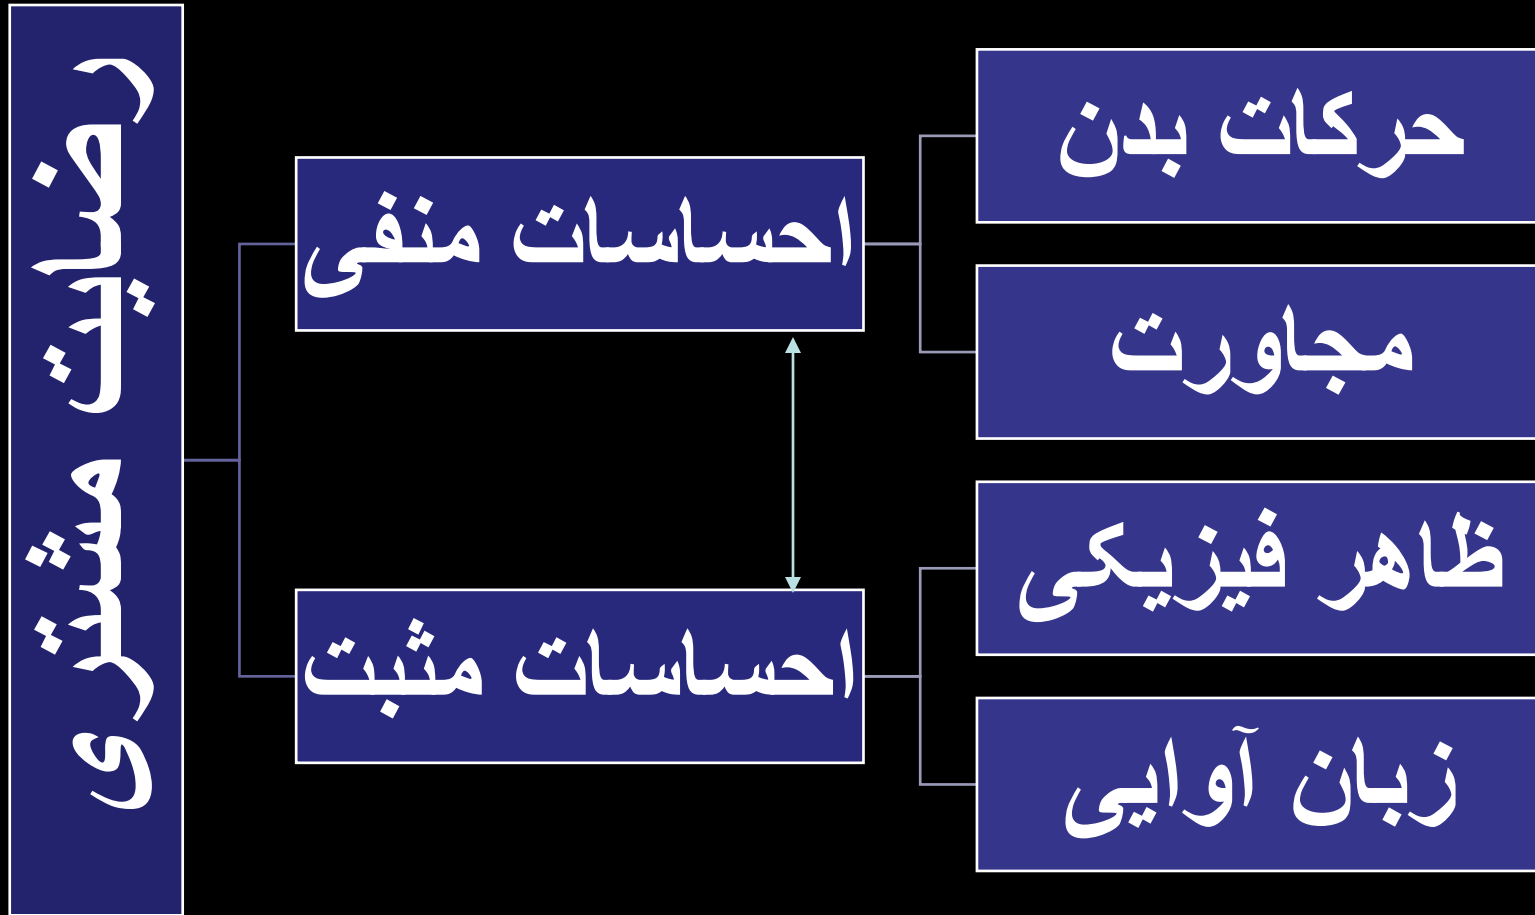 رضایت مشتری
احساسات منفی
احساسات مثبت
حرکات بدن
مجاورت
ظاهر فیزیکی
زبان آوایی